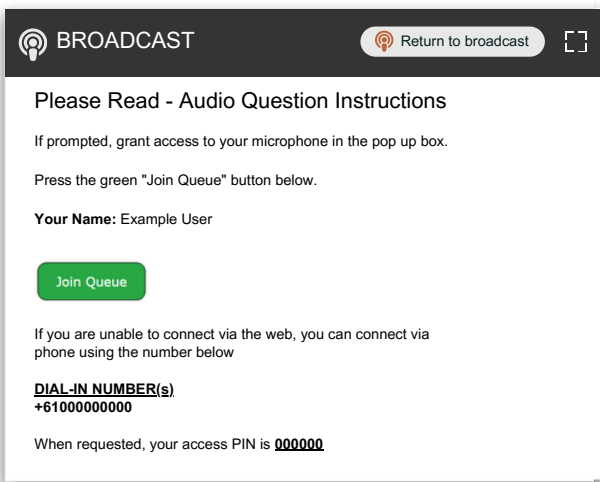 BROADCAST
Return to broadcast
Please Read - Audio Question Instructions
If prompted, grant access to your microphone in the pop up box.
Press the green "Join Queue" button below.
Your Name: Example User
Join Queue
If you are unable to connect via the web, you can connect via
phone using the number below
DIAL-IN NUMBER(s)
+61000000000
When requested, your access PIN is 000000